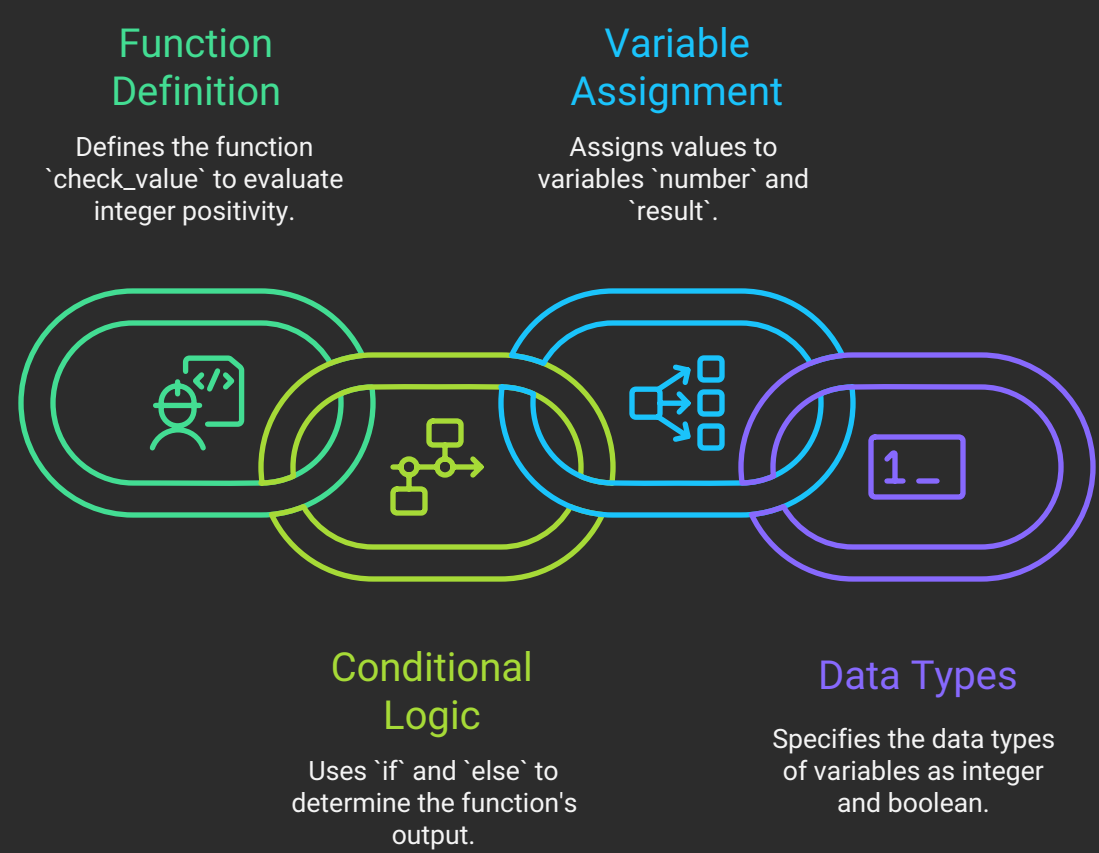 Function
Definition
Defines the function
`check_value` to evaluate
integer positivity.
Variable
Assignment
Assigns values to
variables `number` and
`result`.
</>
1_
Conditional
Logic
Uses `if` and `else` to
determine the function's
output.
Data Types
Specifies the data types
of variables as integer
and boolean.